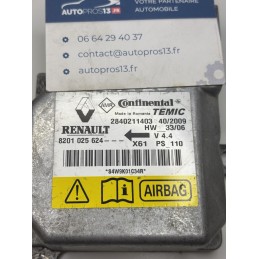 AUTOPROS13.FR
VOTRE PARTENAIRE
AUTOMOBILE
06 64 29 40 37
contact@autopros13.fr
autopros13.fr
Continental
Made in Romania TEMIC
2840211403 40/2009
RENAULT HW 33/06
8201 025 624 V 4.4
X61 PS 110
*S4W9K01C34R*
AIRBAG